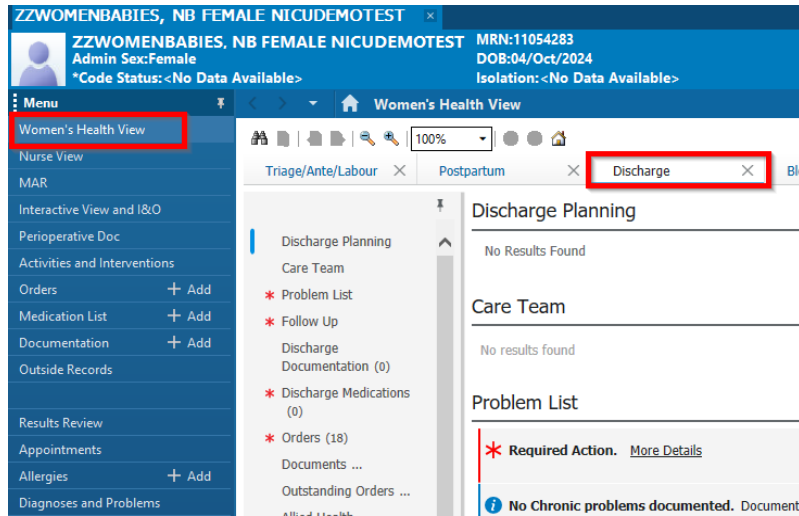 ZZWOMENBABIES, NB FEMALE NICUDEMOTEST
ZZWOMENBABIES, NB FEMALE NICUDEMOTEST MRN:11054283
Admin Sex:Female DOB:04/Oct/2024
*Code Status:<No Data Available> Isolation:<No Data Available>
Menu
Women's Health View
Women's Health View
Nurse View
MAR
Interactive View and I&O
Perioperative Doc
Activities and Interventions
Orders + Add
Medication List + Add
Documentation + Add
Outside Records
Results Review
Appointments
Allergies + Add
Diagnoses and Problems
100%
Triage/Ante/Labour Postpartum Discharge
Discharge Planning
Care Team
* Problem List
* Follow Up
Discharge
Documentation (0)
* Discharge Medications
(0)
* Orders (18)
Documents ...
Outstanding Orders ...
Allied Health
Discharge Planning
No Results Found
Care Team
No results found
Problem List
* Required Action. More Details
No Chronic problems documented. Document